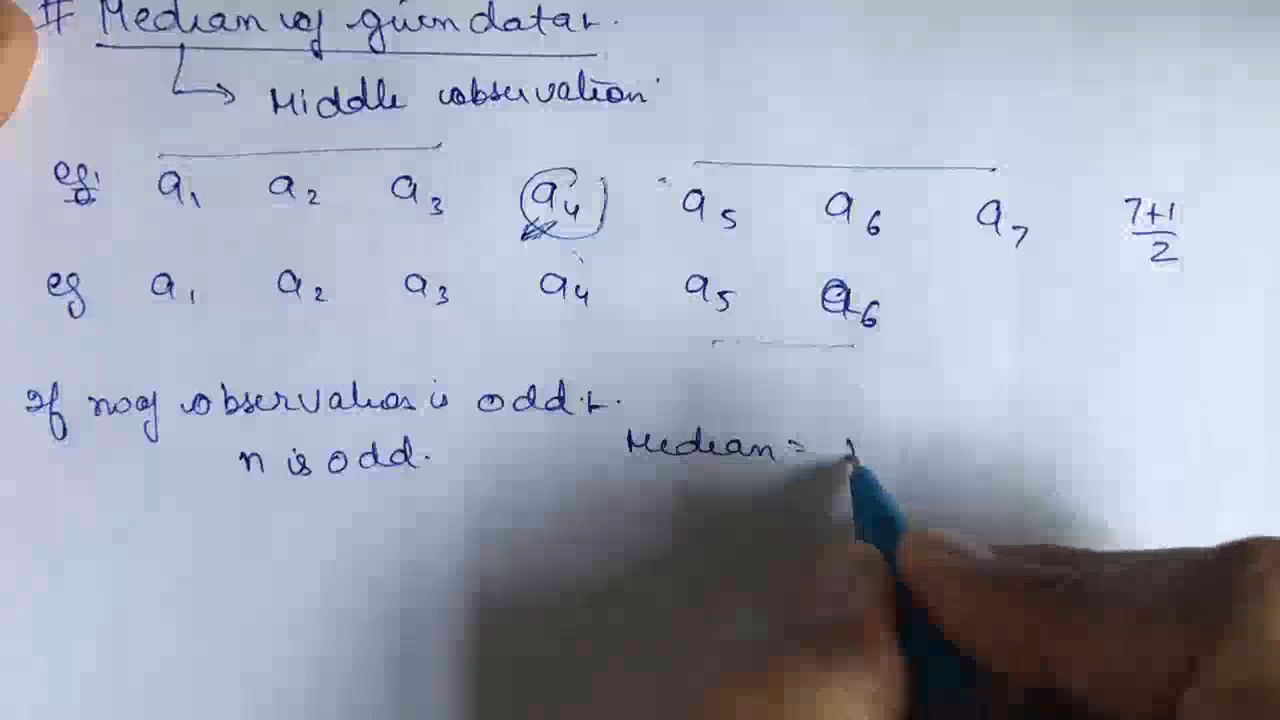 # Median of given data :-
Middle observation
eg: a1 a2 a3 a4 a5 a6 a7 7+1/2
eg a1 a2 a3 a4 a5 a6
If no of observation is odd :-
n is odd. Median =